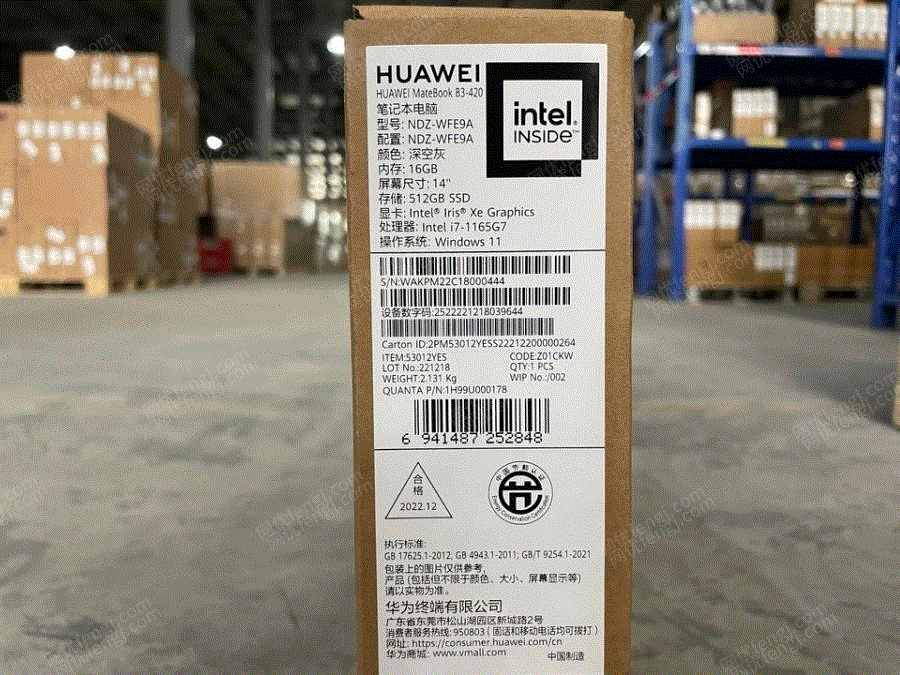 HUAWEI
HUAWEI MateBook B3-420
笔记本电脑
型号: NDZ-WFE9A
配置: NDZ-WFE9A
颜色: 深空灰
内存: 16GB
屏幕尺寸: 14''
存储: 512GB SSD
显卡: Intel® Iris® Xe Graphics
处理器: Intel i7-1165G7
操作系统: Windows 11
intel®
INSIDE™
S/N:WAKPM22C18000444
设备数字码:2522221218039644
Carton ID:2PM53012YESS22212200000264
ITEM:53012YES CODE:Z01CKW
LOT No.:221218 QTY:1 PCS
WEIGHT:2.131 Kg WIP No.:/002
QUANTA P/N:1H99U000178
6 941487 252848
合格
2022.12
中国节能认证
Energy Conservation Certification
执行标准:
GB 17625.1-2012; GB 4943.1-2011; GB/T 9254.1-2021
包装上的图片仅供参考,
产品 (包括但不限于颜色、大小、屏幕显示等)
请以实物为准。
华为终端有限公司
广东省东莞市松山湖园区新城路2号
消费者服务热线: 950803 ( 固话和移动电话均可拨打 )
网址: https://consumer.huawei.com/cn
华为商城: www.vmall.com
中国制造